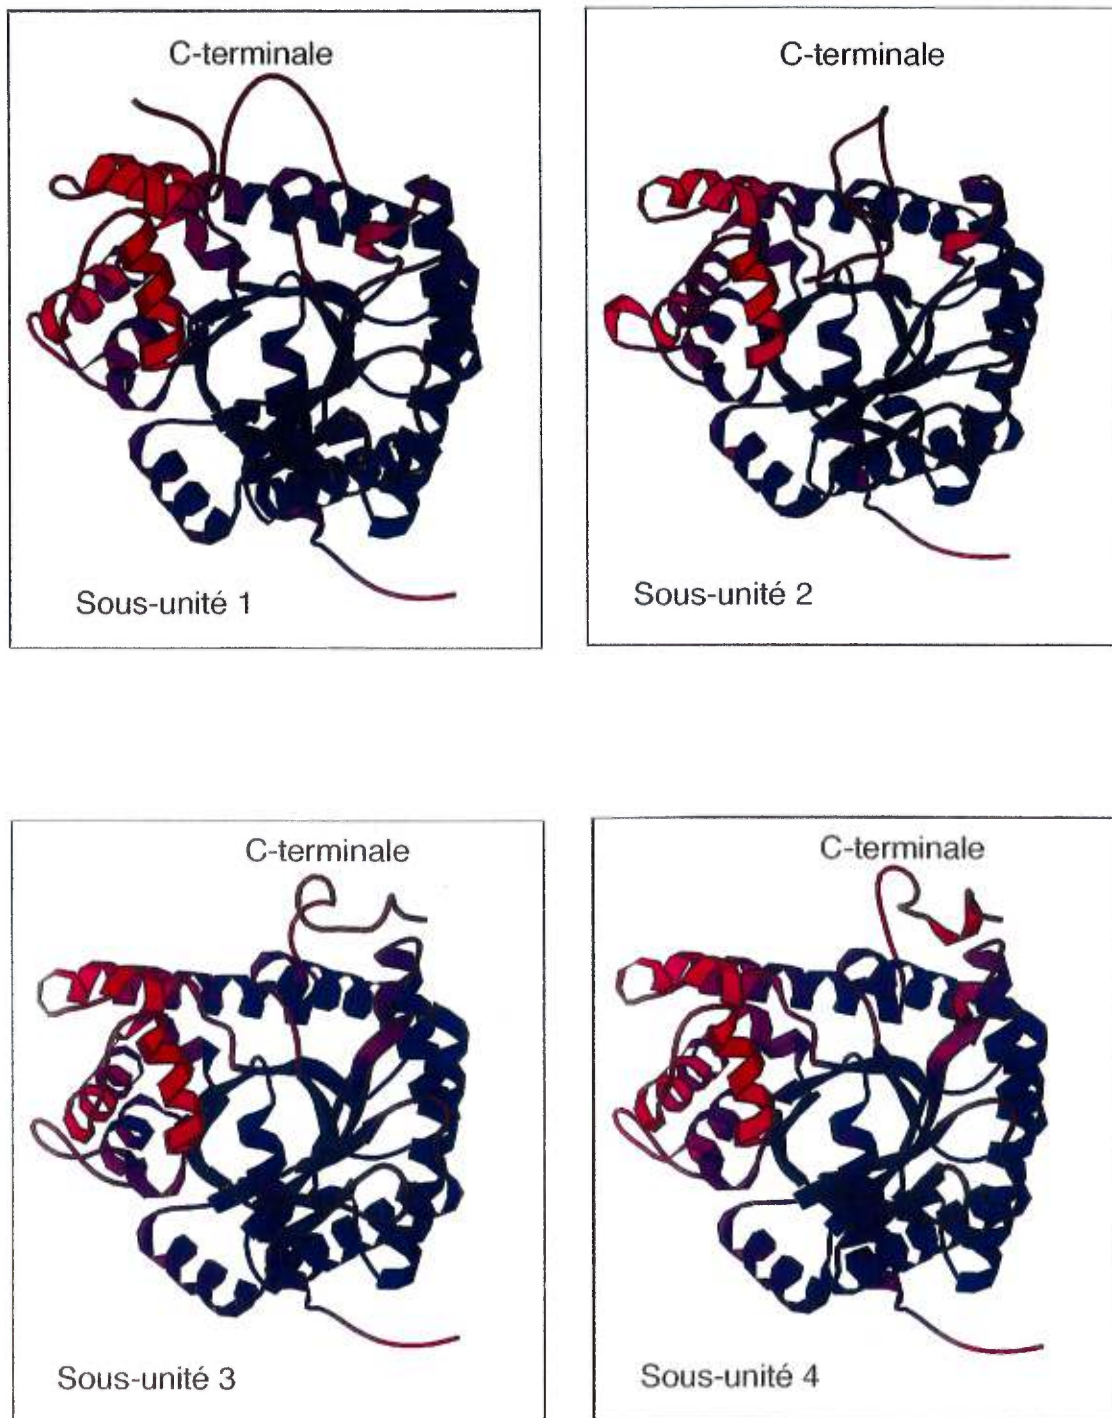 C-terminale
Sous-unité 1
C-terminale
Sous-unité 2
C-terminale
Sous-unité 3
C-terminale
Sous-unité 4